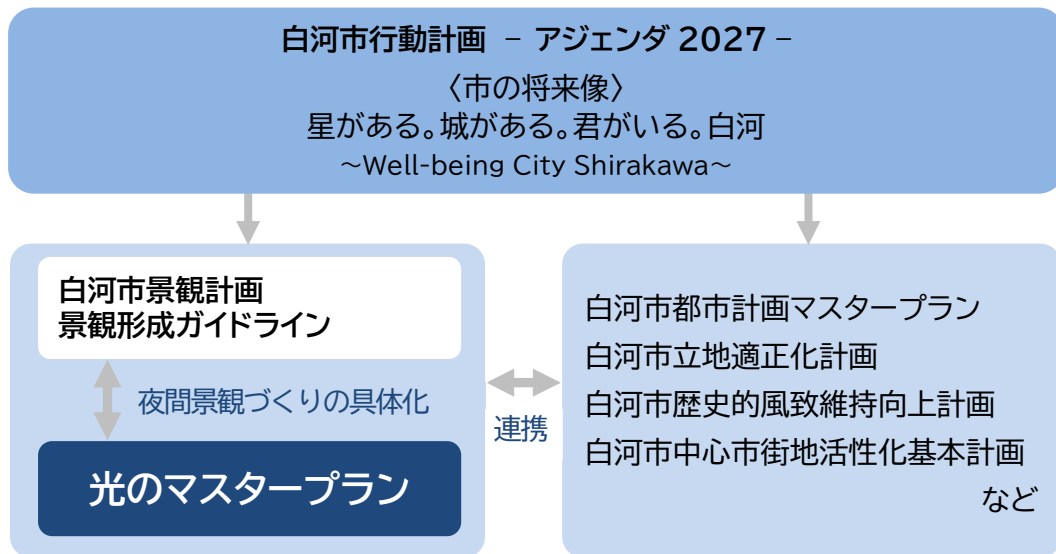 白河市行動計画 － アジェンダ 2027 －
〈市の将来像〉
星がある。城がある。君がいる。白河
～Well-being City Shirakawa～
白河市景観計画
景観形成ガイドライン
夜間景観づくりの具体化
光のマスタープラン
連携
白河市都市計画マスタープラン
白河市立地適正化計画
白河市歴史的風致維持向上計画
白河市中心市街地活性化基本計画
など